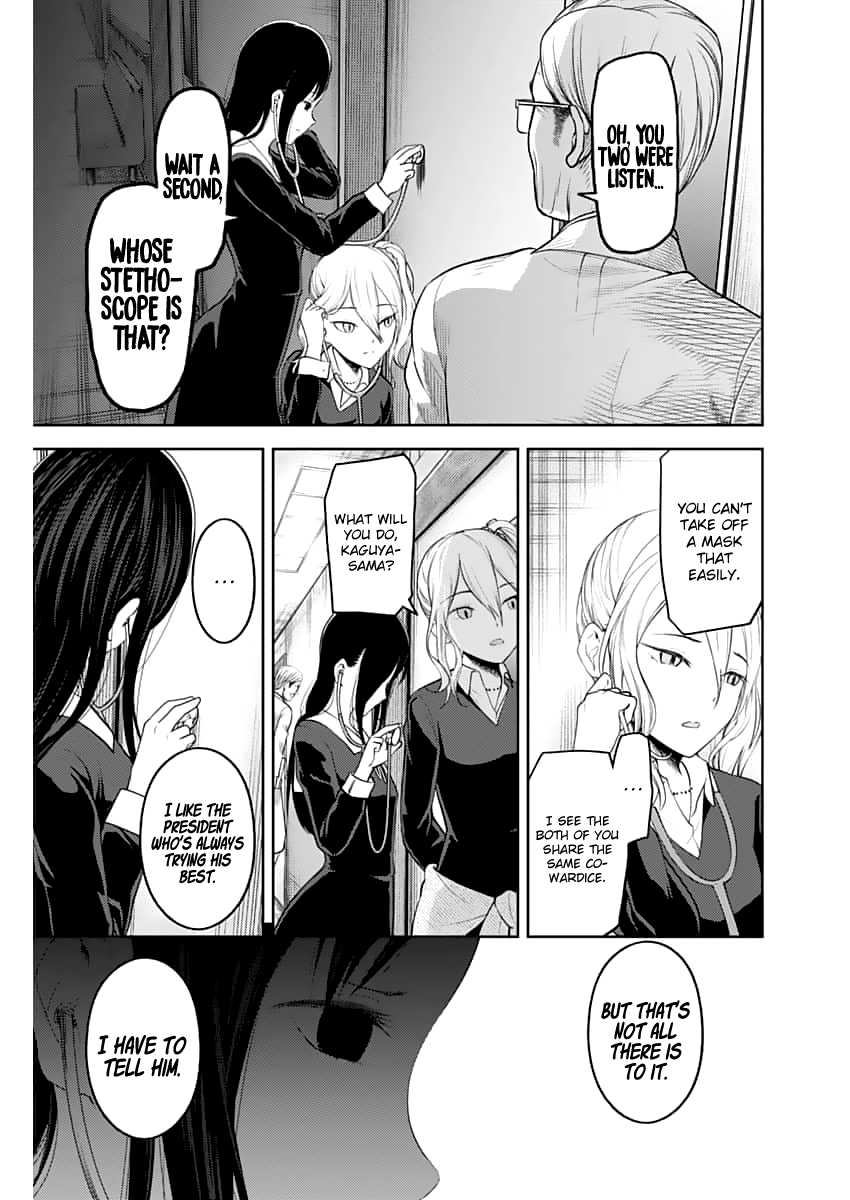 OH, YOU
TWO WERE
LISTEN...
WAIT A
SECOND,
WHOSE
STETHO-
SCOPE IS
THAT?
YOU CAN'T
TAKE OFF
A MASK
THAT
EASILY.
...
I SEE THE
BOTH OF YOU
SHARE THE
SAME CO-
WARDICE.
WHAT WILL
YOU DO,
KAGUYA-
SAMA?
...
I LIKE THE
PRESIDENT
WHO'S ALWAYS
TRYING HIS
BEST.
BUT THAT'S
NOT ALL
THERE IS
TO IT.
I HAVE TO
TELL HIM.